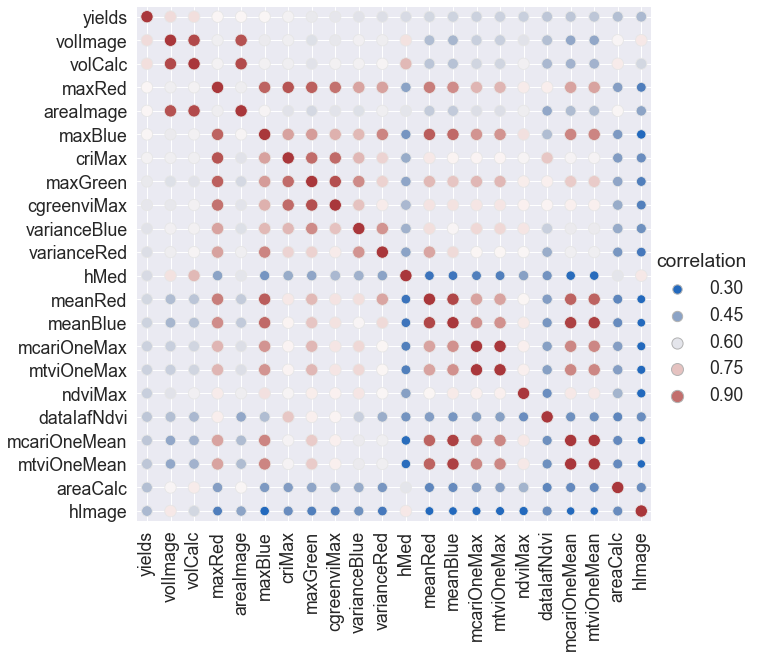 yields
volImage
volCalc
maxRed
areaImage
maxBlue
criMax
maxGreen
cgreenviMax
varianceBlue
varianceRed
hMed
meanRed
meanBlue
mcariOneMax
mtviOneMax
ndviMax
dataIafNdvi
mcariOneMean
mtviOneMean
areaCalc
hImage
correlation
0.30
0.45
0.60
0.75
0.90
yields
volImage
volCalc
maxRed
areaImage
maxBlue
criMax
maxGreen
cgreenviMax
varianceBlue
varianceRed
hMed
meanRed
meanBlue
mcariOneMax
mtviOneMax
ndviMax
dataIafNdvi
mcariOneMean
mtviOneMean
areaCalc
hImage